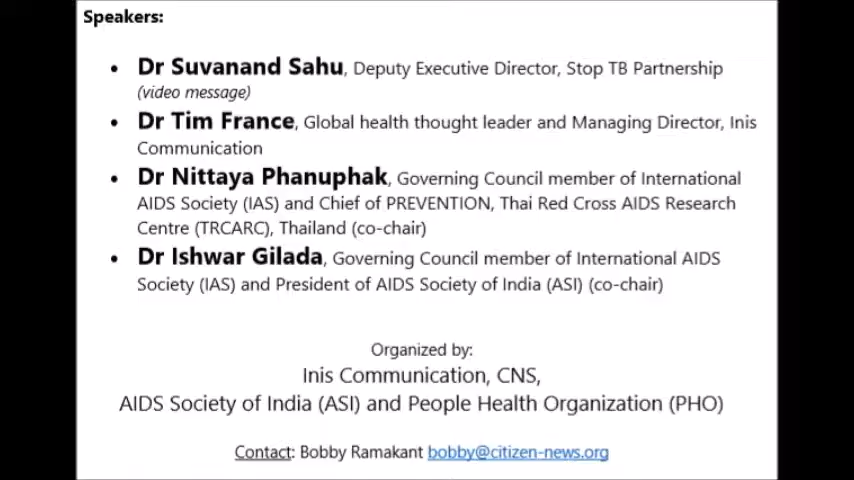 Speakers:
• Dr Suvanand Sahu, Deputy Executive Director, Stop TB Partnership
(video message)
• Dr Tim France, Global health thought leader and Managing Director, Inis
Communication
• Dr Nittaya Phanuphak, Governing Council member of International
AIDS Society (IAS) and Chief of PREVENTION, Thai Red Cross AIDS Research
Centre (TRCARC), Thailand (co-chair)
• Dr Ishwar Gilada, Governing Council member of International AIDS
Society (IAS) and President of AIDS Society of India (ASI) (co-chair)
Organized by:
Inis Communication, CNS,
AIDS Society of India (ASI) and People Health Organization (PHO)
Contact: Bobby Ramakant bobby@citizen-news.org